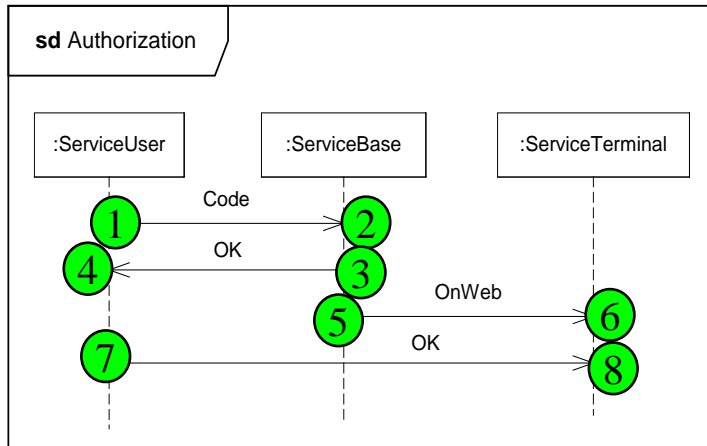 sd Authorization
:ServiceUser
:ServiceBase
:ServiceTerminal
Code
1
2
OK
4
3
OnWeb
5
6
OK
7
8